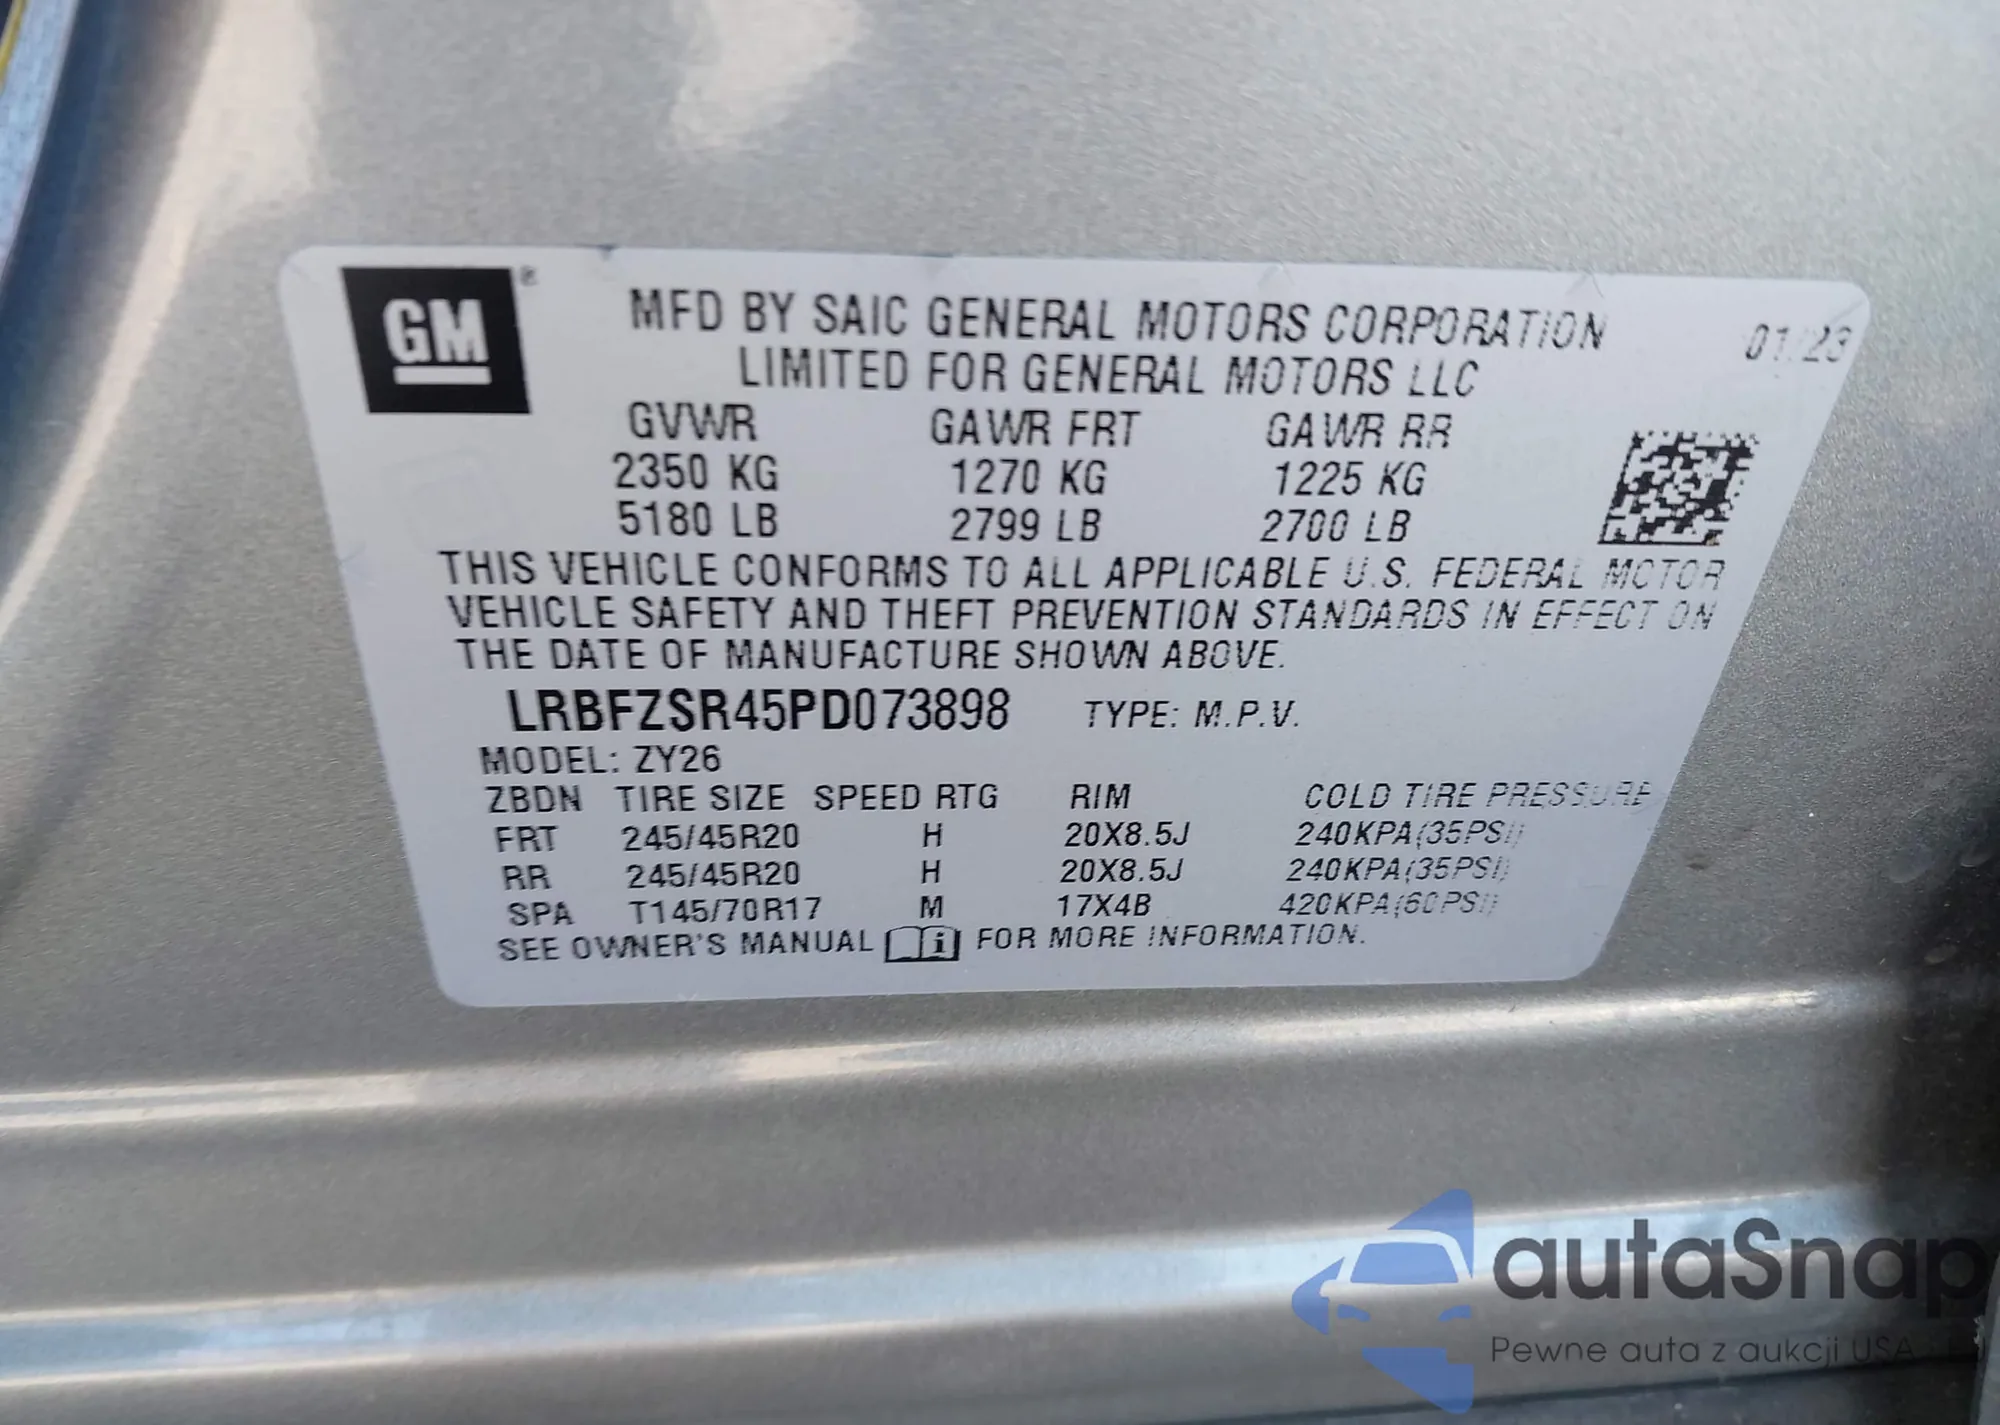 GM ®
MFD BY SAIC GENERAL MOTORS CORPORATION 01/23
LIMITED FOR GENERAL MOTORS LLC
GVWR GAWR FRT GAWR RR
2350 KG 1270 KG 1225 KG
5180 LB 2799 LB 2700 LB
THIS VEHICLE CONFORMS TO ALL APPLICABLE U.S. FEDERAL MOTOR
VEHICLE SAFETY AND THEFT PREVENTION STANDARDS IN EFFECT ON
THE DATE OF MANUFACTURE SHOWN ABOVE.
LRBFZSR45PD073898 TYPE: M.P.V.
MODEL: ZY26
ZBDN TIRE SIZE SPEED RTG RIM COLD TIRE PRESSURE
FRT 245/45R20 H 20X8.5J 240KPA(35PSI)
RR 245/45R20 H 20X8.5J 240KPA(35PSI)
SPA T145/70R17 M 17X4B 420KPA(60PSI)
SEE OWNER'S MANUAL i FOR MORE INFORMATION.
autaSnap
Pewne auta z aukcji USA